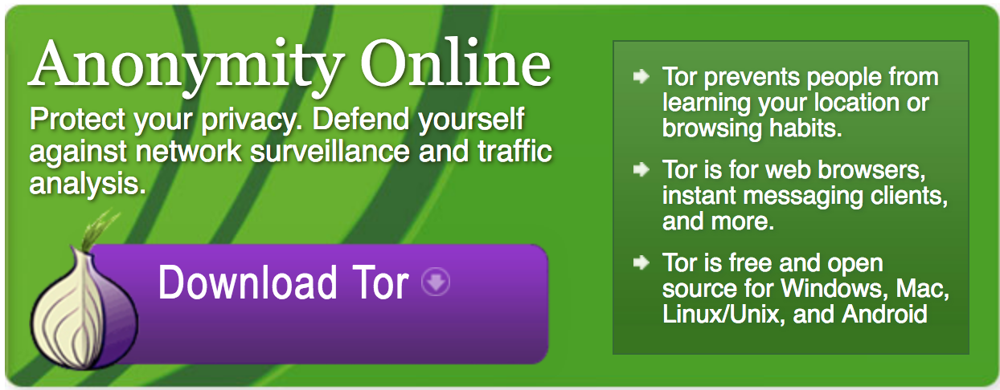 Anonymity Online
Protect your privacy. Defend yourself
against network surveillance and traffic
analysis.
Download Tor
Tor prevents people from
learning your location or
browsing habits.
Tor is for web browsers,
instant messaging clients,
and more.
Tor is free and open
source for Windows, Mac,
Linux/Unix, and Android